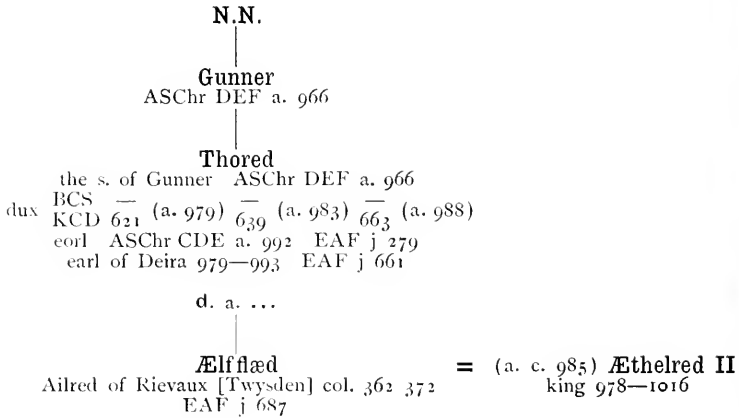 N.N.
Gunner
ASChr DEF a. 966
Thored
the s. of Gunner ASChr DEF a. 966
dux BCS — — —
KCD 621 (a. 979) 639 (a. 983) 663 (a. 988)
eorl ASChr CDE a. 992 EAF j 279
earl of Deira 979—993 EAF j 661
d. a. ...
Ælfflæd = (a. c. 985) Æthelred II
Ailred of Rievaux [Twysden] col. 362 372 king 978—1016
EAF j 687